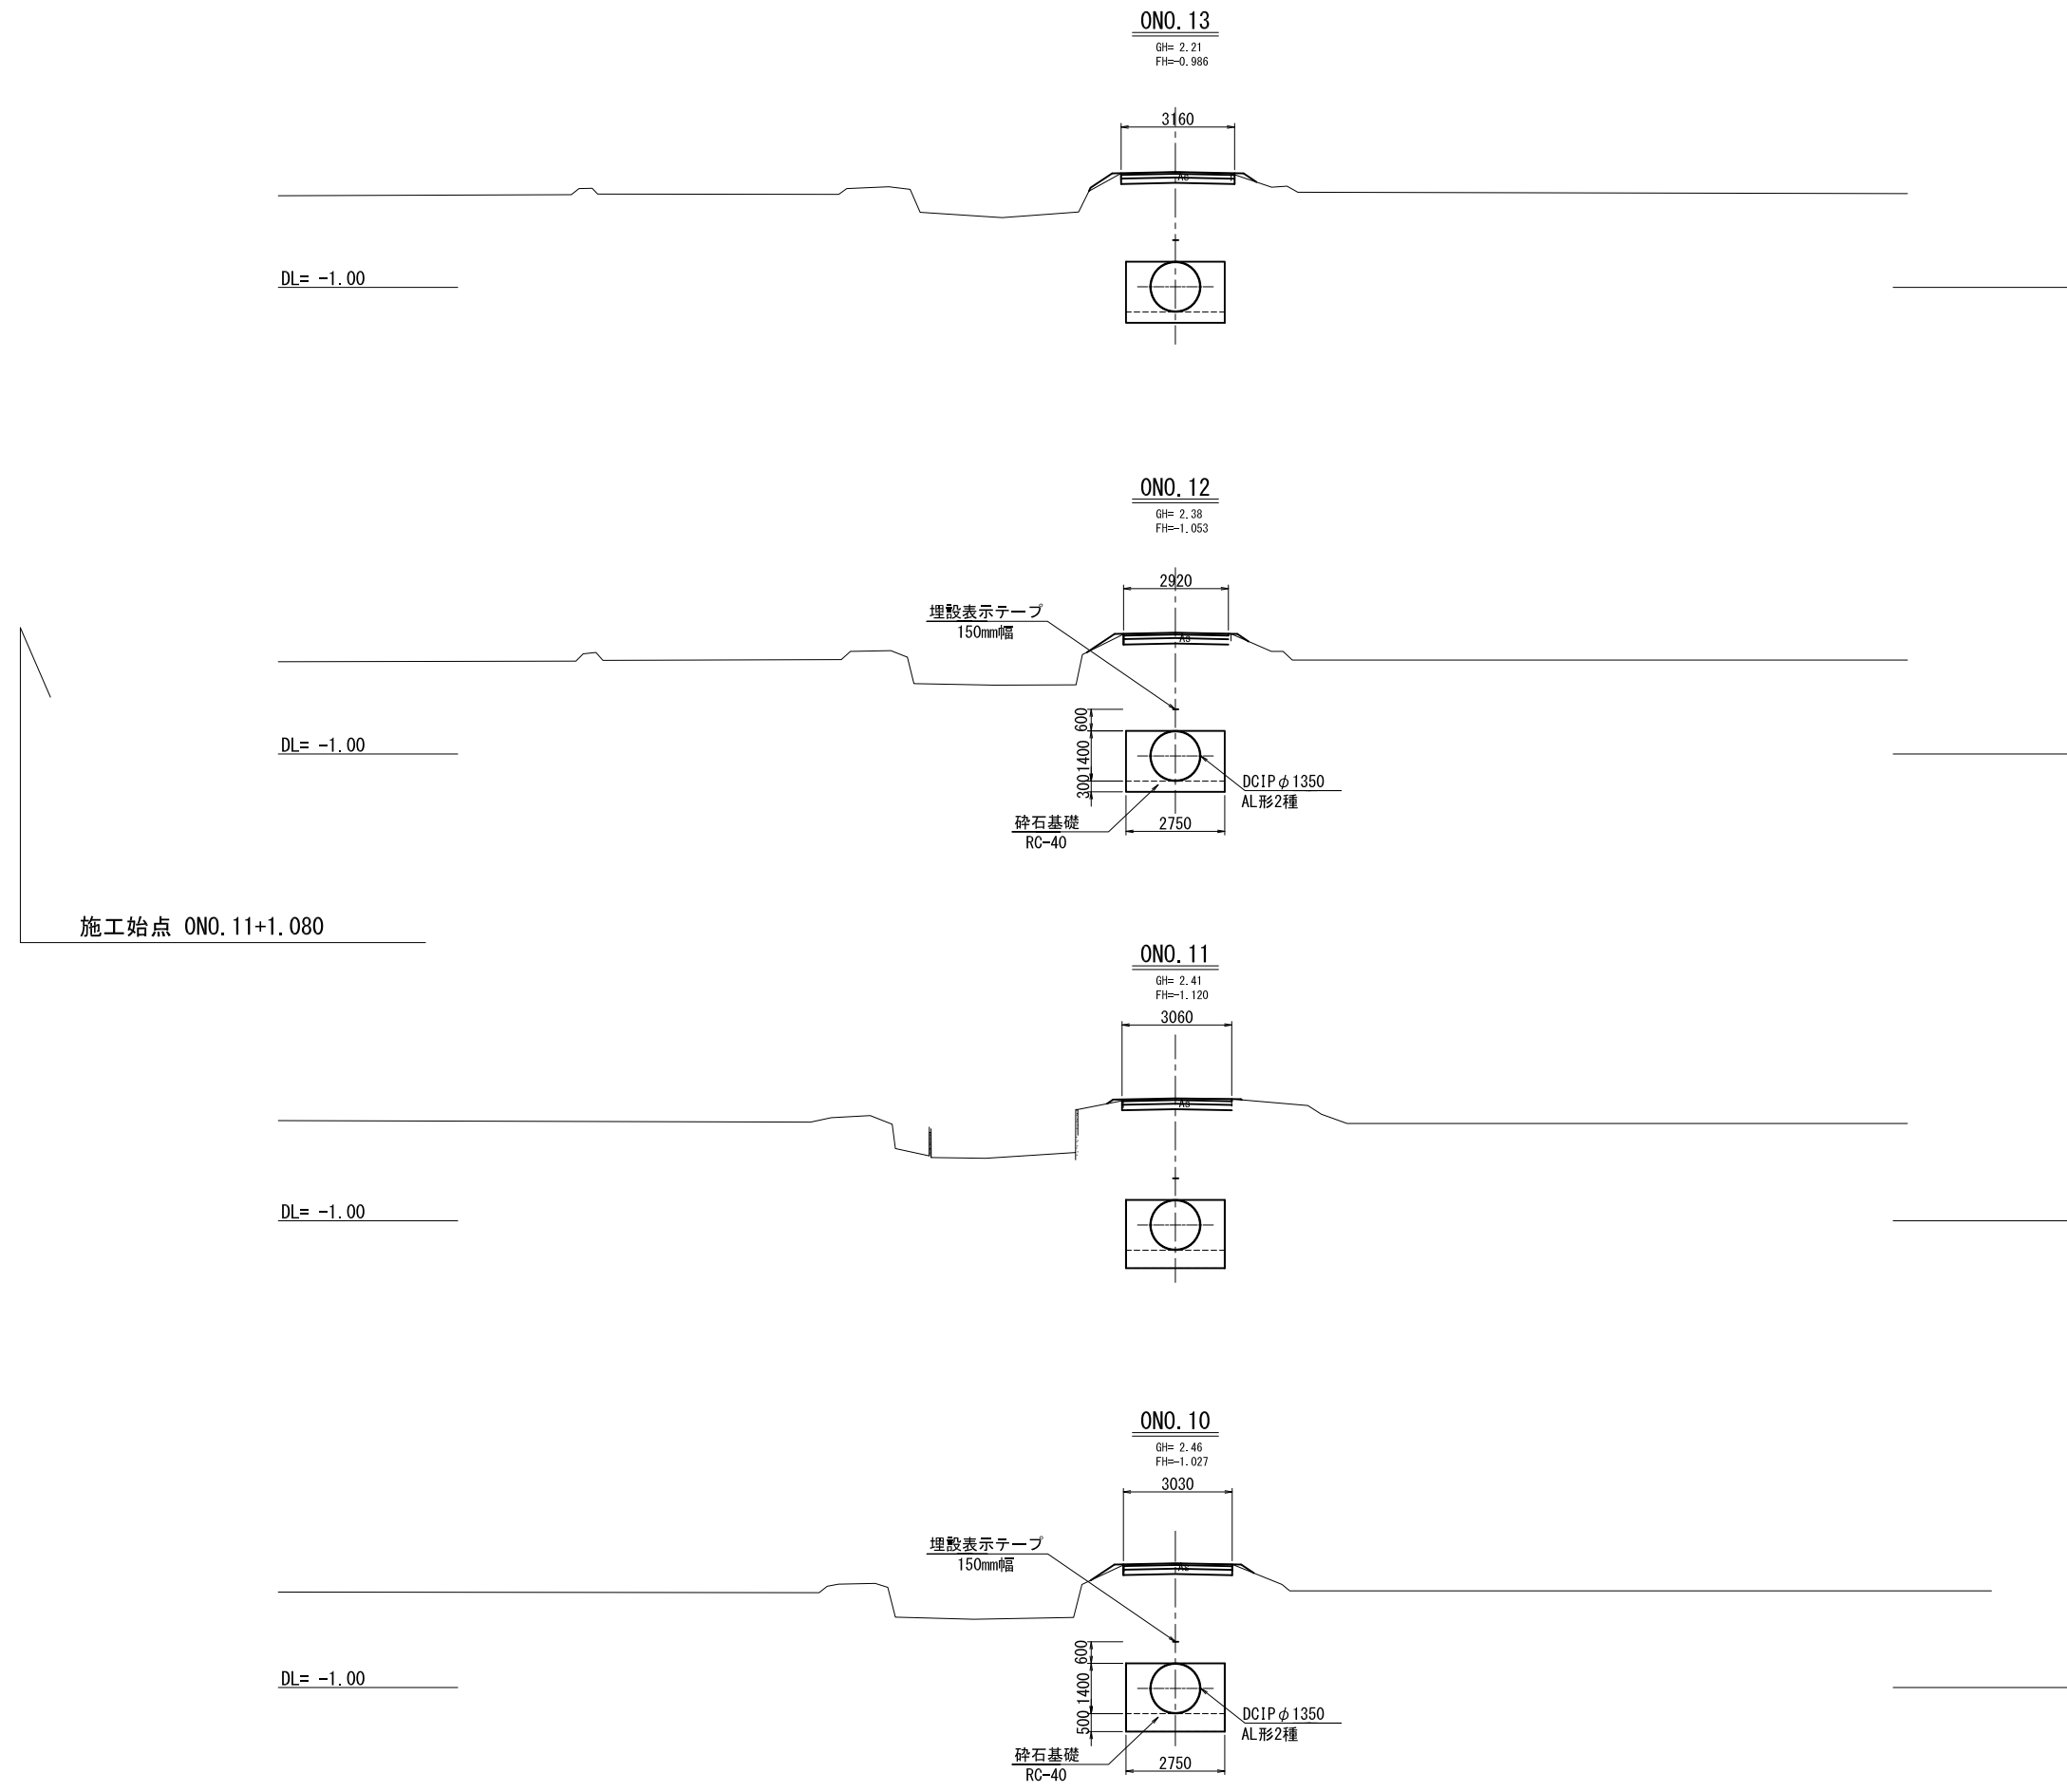 ONO.13
GH= 2.21
FH=-0.986
3160
AS
DL= -1.00
ONO.12
GH= 2.38
FH=-1.053
2920
埋設表示テープ
150mm幅
AS
600
1400
300
DL= -1.00
DCIPφ1350
AL形2種
砕石基礎
RC-40
2750
施工始点 ONO.11+1.080
ONO.11
GH= 2.41
FH=-1.120
3060
AS
DL= -1.00
ONO.10
GH= 2.46
FH=-1.027
3030
埋設表示テープ
150mm幅
AS
600
1400
500
DL= -1.00
DCIPφ1350
AL形2種
砕石基礎
RC-40
2750